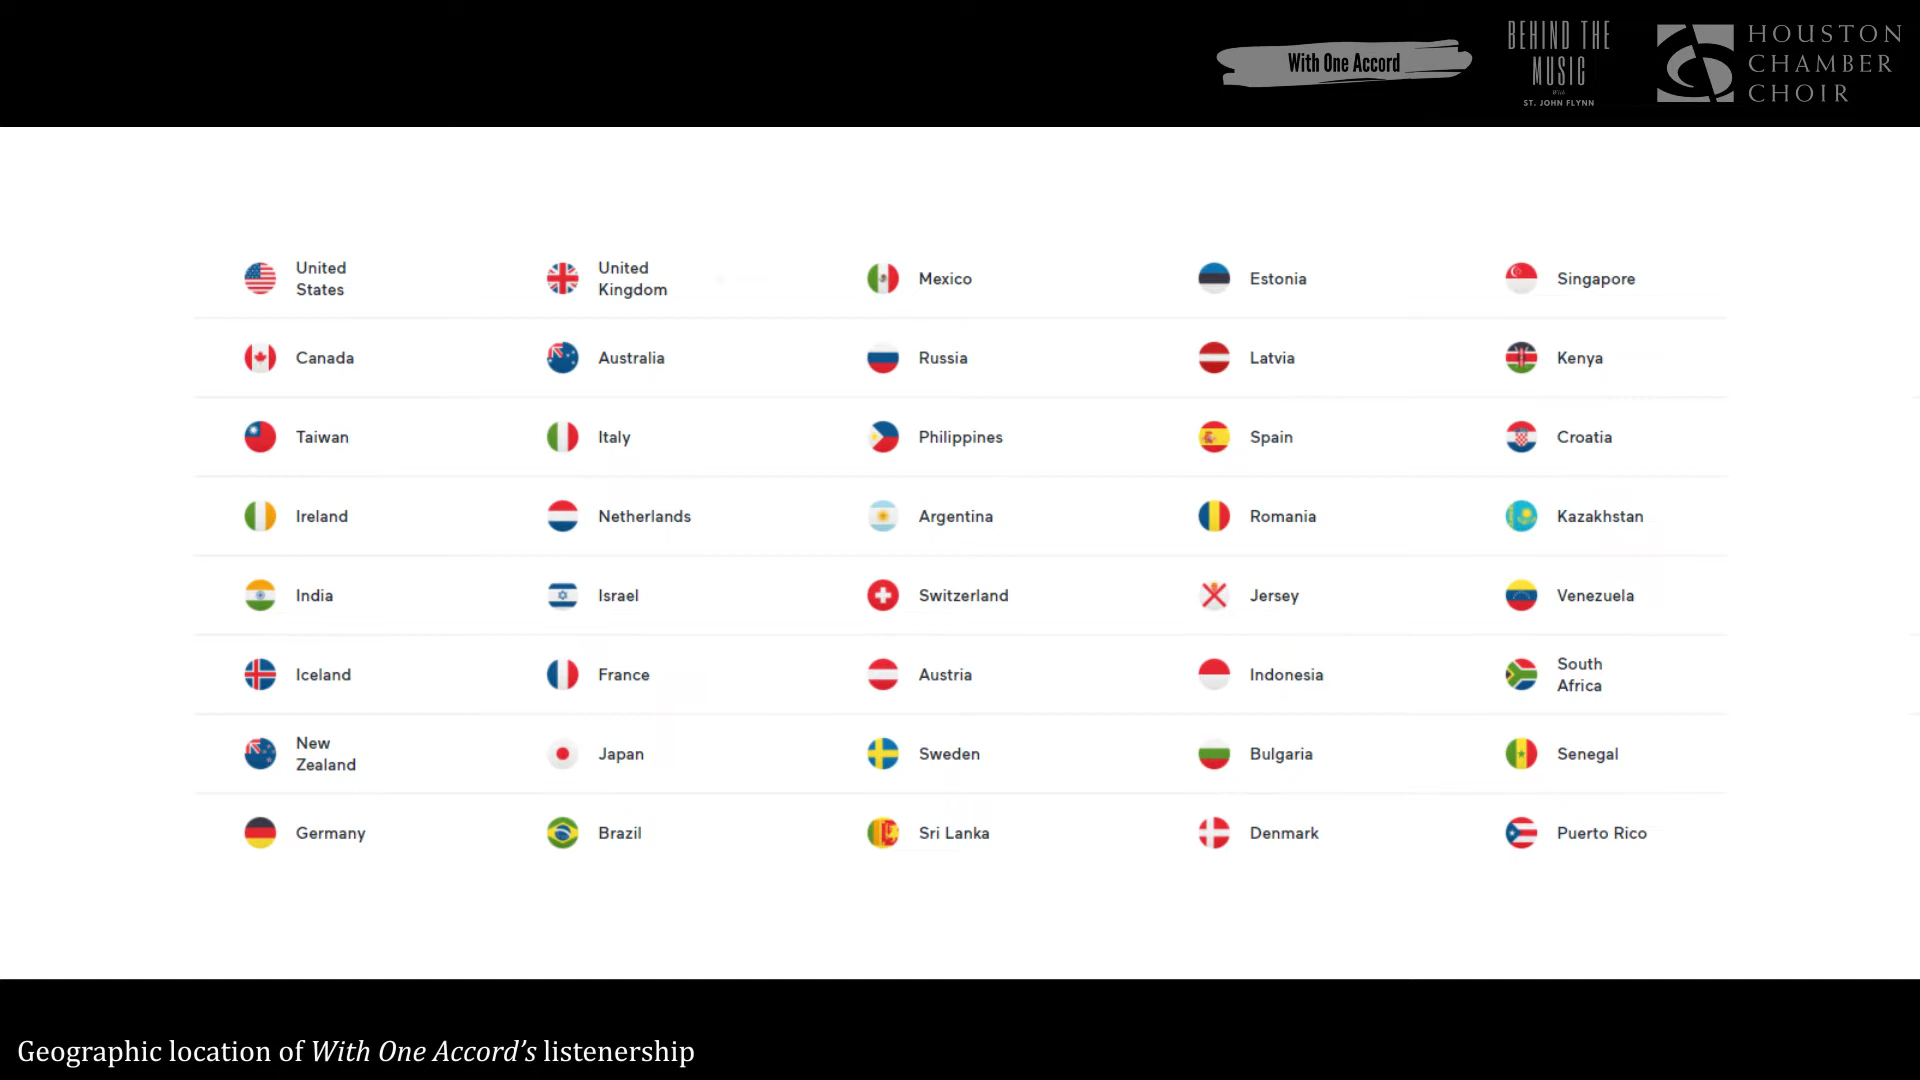 With One Accord
BEHIND THE
MUSIC
With
ST. JOHN FLYNN
HOUSTON
CHAMBER
CHOIR
United
States
United
Kingdom
Mexico
Estonia
Singapore
Canada
Australia
Russia
Latvia
Kenya
Taiwan
Italy
Philippines
Spain
Croatia
Ireland
Netherlands
Argentina
Romania
Kazakhstan
India
Israel
Switzerland
Jersey
Venezuela
Iceland
France
Austria
Indonesia
South
Africa
New
Zealand
Japan
Sweden
Bulgaria
Senegal
Germany
Brazil
Sri Lanka
Denmark
Puerto Rico
Geographic location of With One Accord’s listenership